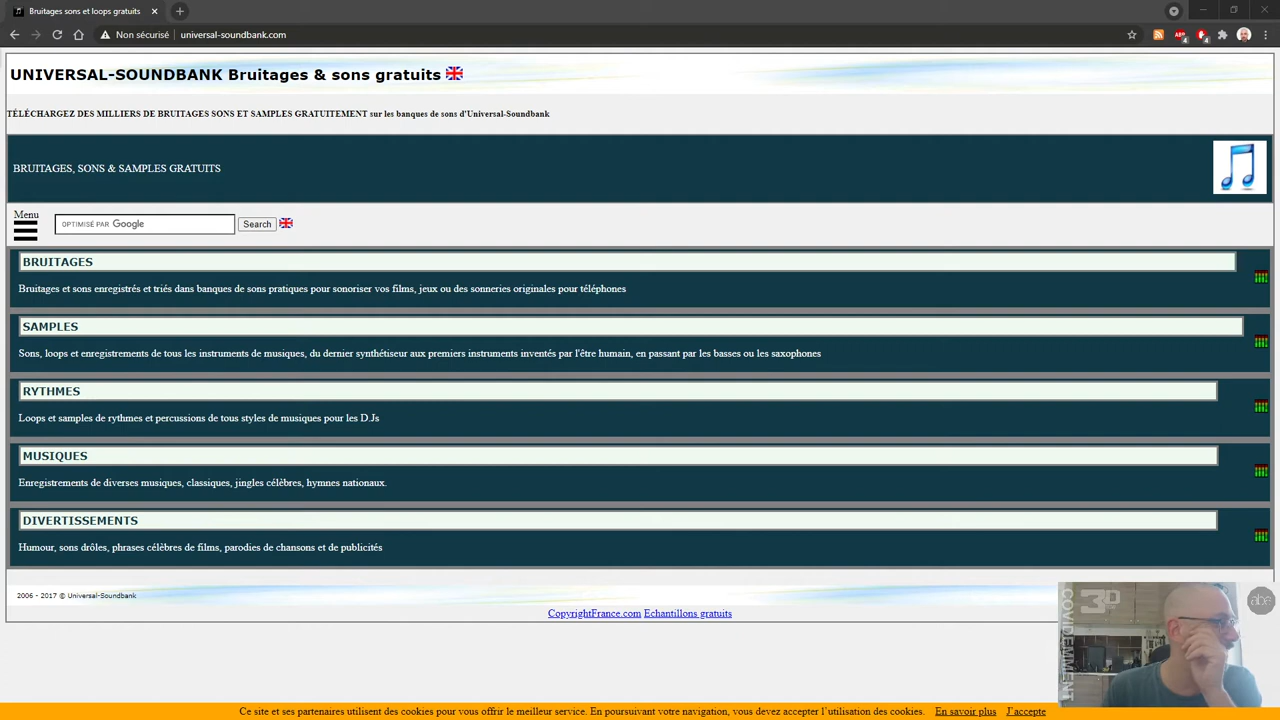 Bruitages sons et loops gratuits
Non sécurisé
universal-soundbank.com
ABP
4
4
UNIVERSAL-SOUNDBANK Bruitages & sons gratuits
TÉLÉCHARGEZ DES MILLIERS DE BRUITAGES SONS ET SAMPLES GRATUITEMENT sur les banques de sons d'Universal-Soundbank
BRUITAGES, SONS & SAMPLES GRATUITS
Menu
OPTIMISÉ PAR Google
Search
BRUITAGES
Bruitages et sons enregistrés et triés dans banques de sons pratiques pour sonoriser vos films, jeux ou des sonneries originales pour téléphones
SAMPLES
Sons, loops et enregistrements de tous les instruments de musiques, du dernier synthétiseur aux premiers instruments inventés par l'être humain, en passant par les basses ou les saxophones
RYTHMES
Loops et samples de rythmes et percussions de tous styles de musiques pour les D.Js
MUSIQUES
Enregistrements de diverses musiques, classiques, jingles célèbres, hymnes nationaux.
DIVERTISSEMENTS
Humour, sons drôles, phrases célèbres de films, parodies de chansons et de publicités
2006 - 2017 © Universal-Soundbank
CopyrightFrance.com Echantillons gratuits
COVIDEMMENT
3D
abe
Ce site et ses partenaires utilisent des cookies pour vous offrir le meilleur service. En poursuivant votre navigation, vous devez accepter l’utilisation des cookies. En savoir plus J’accepte